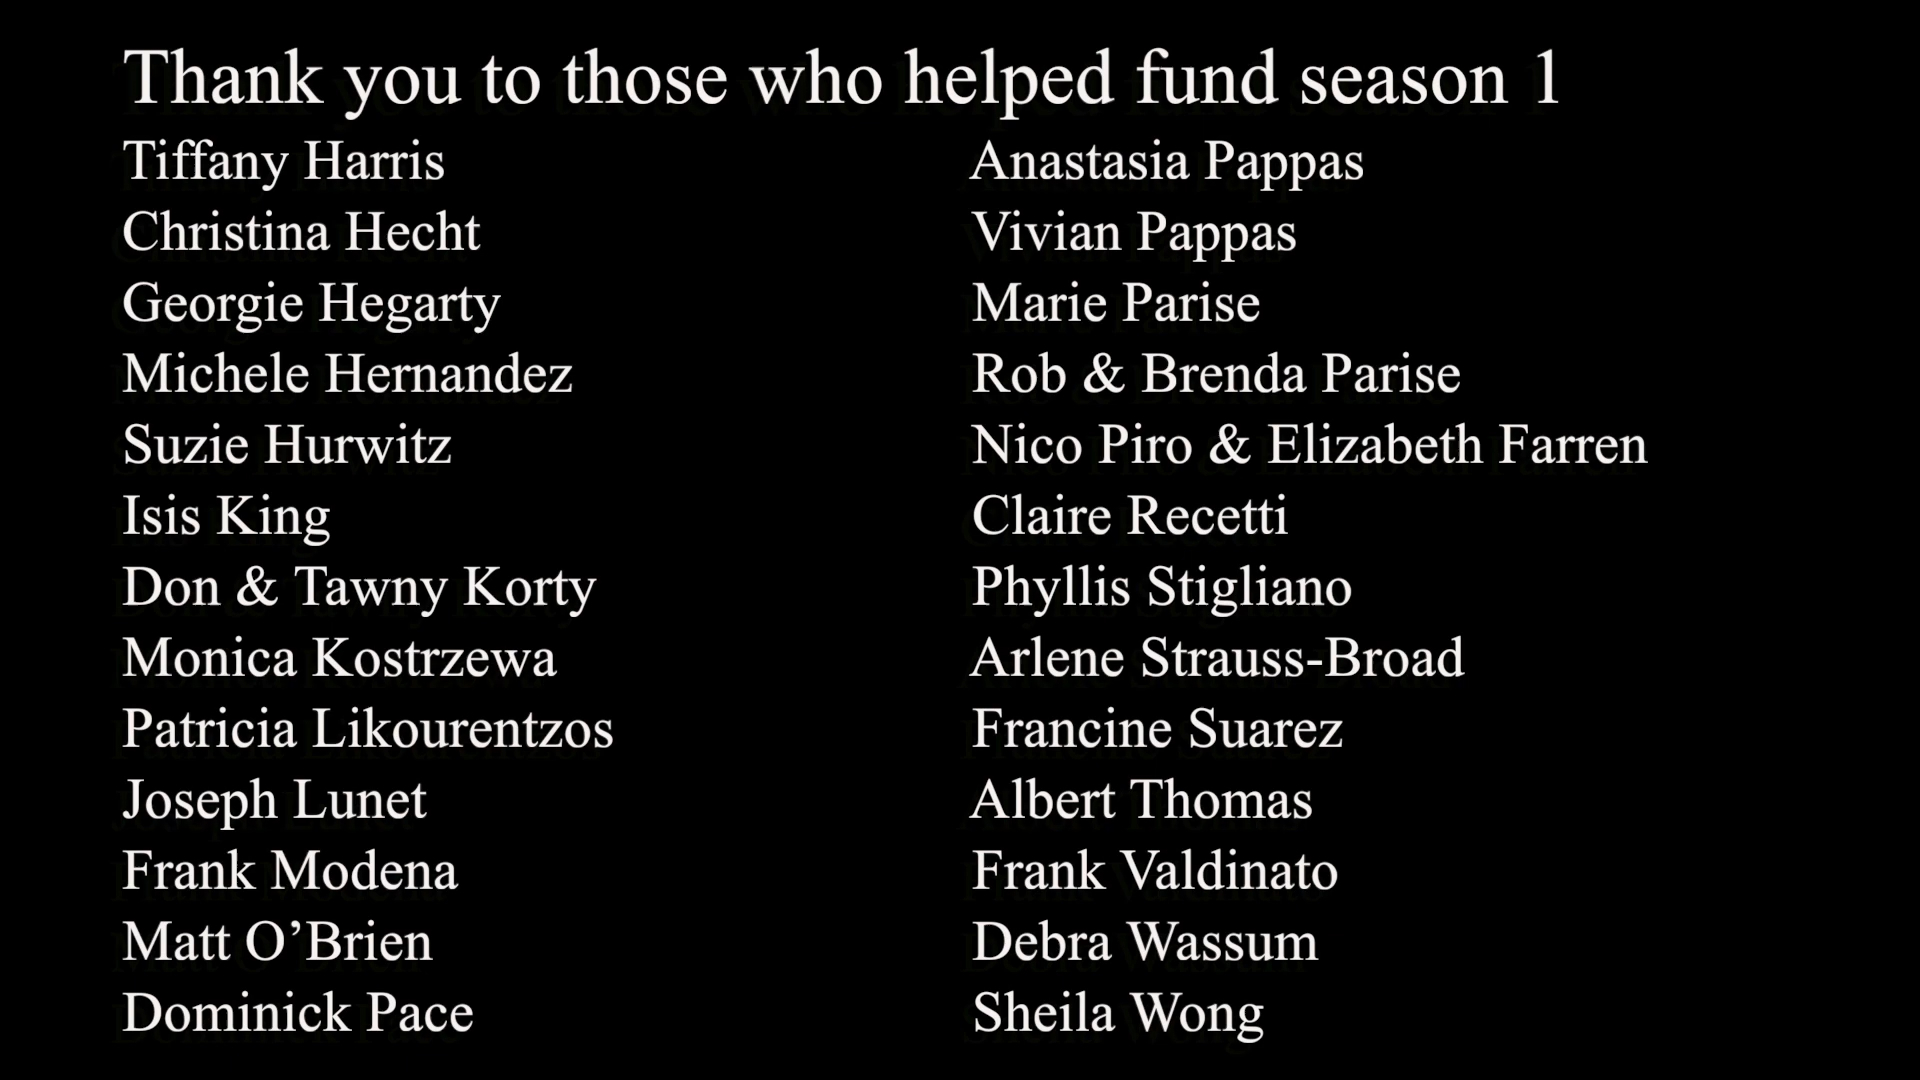 Thank you to those who helped fund season 1
Tiffany Harris
Christina Hecht
Georgie Hegarty
Michele Hernandez
Suzie Hurwitz
Isis King
Don & Tawny Korty
Monica Kostrzewa
Patricia Likourentzos
Joseph Lunet
Frank Modena
Matt O’Brien
Dominick Pace
Anastasia Pappas
Vivian Pappas
Marie Parise
Rob & Brenda Parise
Nico Piro & Elizabeth Farren
Claire Recetti
Phyllis Stigliano
Arlene Strauss-Broad
Francine Suarez
Albert Thomas
Frank Valdinato
Debra Wassum
Sheila Wong